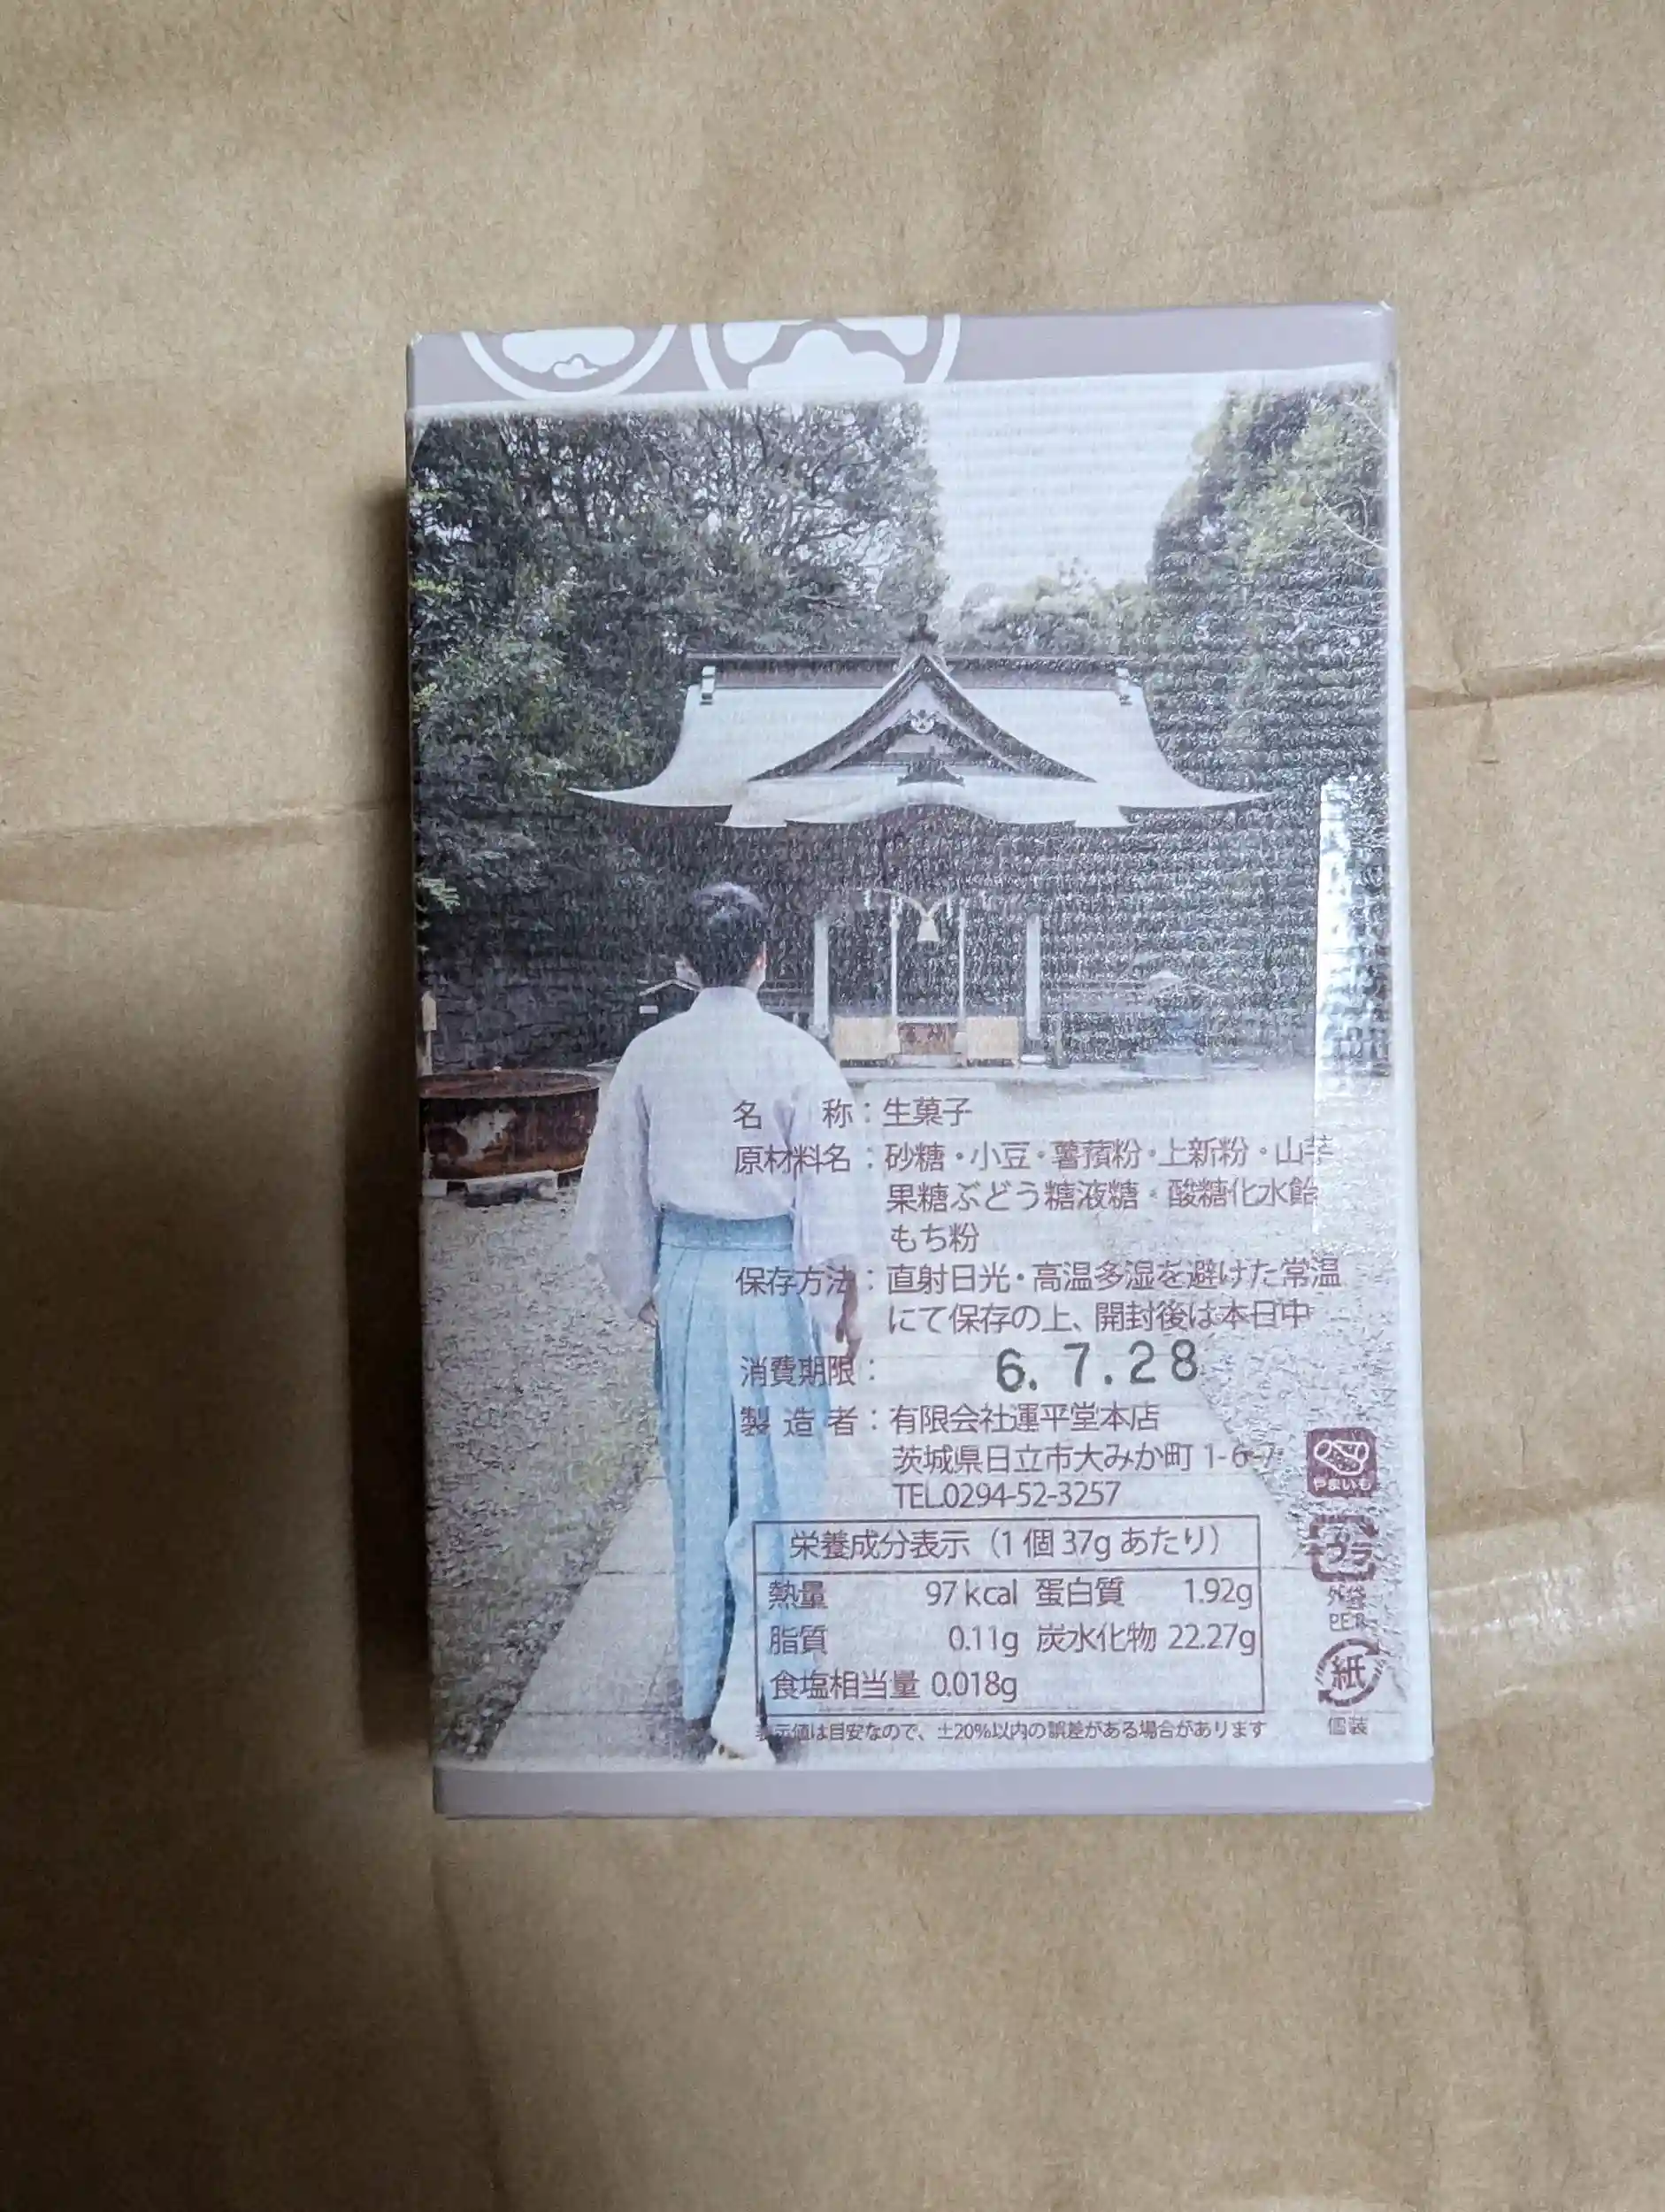 名　称：生菓子
原材料名：砂糖・小豆・薯蕷粉・上新粉・山芋
果糖ぶどう糖液糖・酸糖化水飴
もち粉
保存方法：直射日光・高温多湿を避けた常温
にて保存の上、開封後は本日中
消費期限：6.7.28
製造者：有限会社運平堂本店
茨城県日立市大みか町 1-6-7
TEL.0294-52-3257
栄養成分表示（1個37gあたり）
熱量 97 kcal 蛋白質 1.92g
脂質 0.11g 炭水化物 22.27g
食塩相当量 0.018g
表示値は目安なので、±20%以内の誤差がある場合があります
やまいも
プラ
外袋
紙
個装